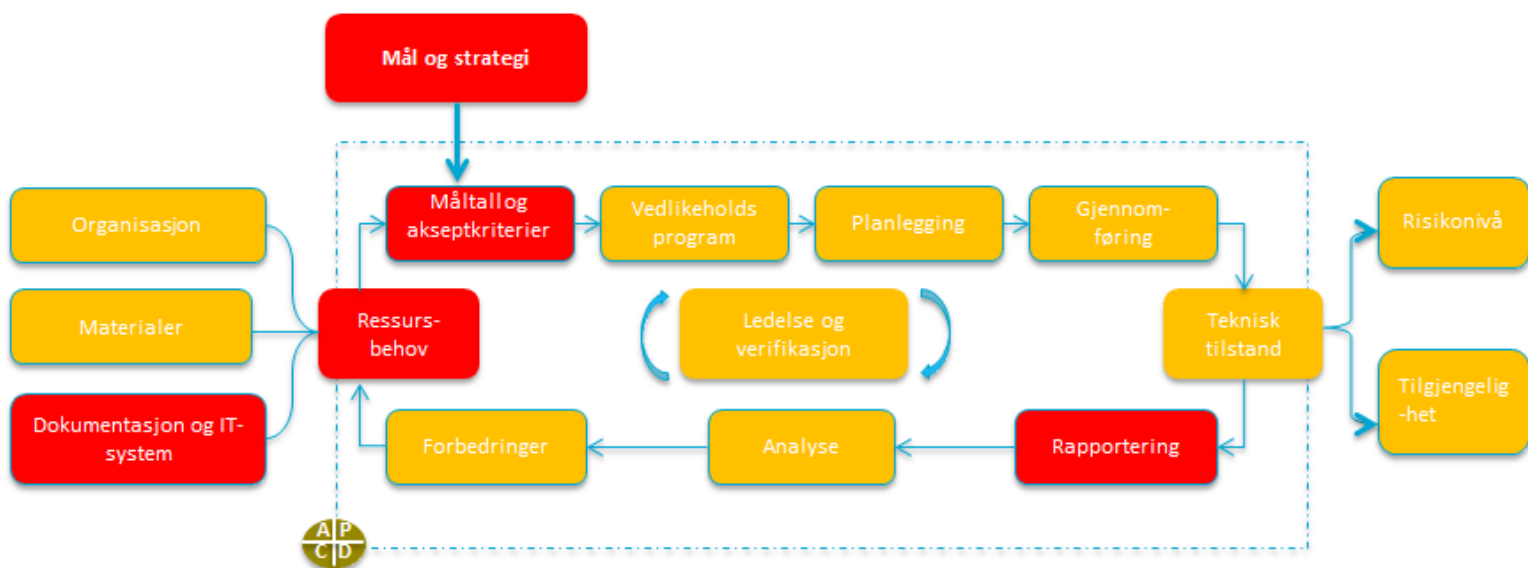 Mål og strategi
Måltall og
akseptkriterier
Vedlikeholds
program
Planlegging
Gjennom-
føring
Organisasjon
Materialer
Dokumentasjon og IT-
system
Ressurs-
behov
Ledelse og
verifikasjon
Teknisk
tilstand
Risikonivå
Tilgjengelig
-het
Forbedringer
Analyse
Rapportering
A P
C D